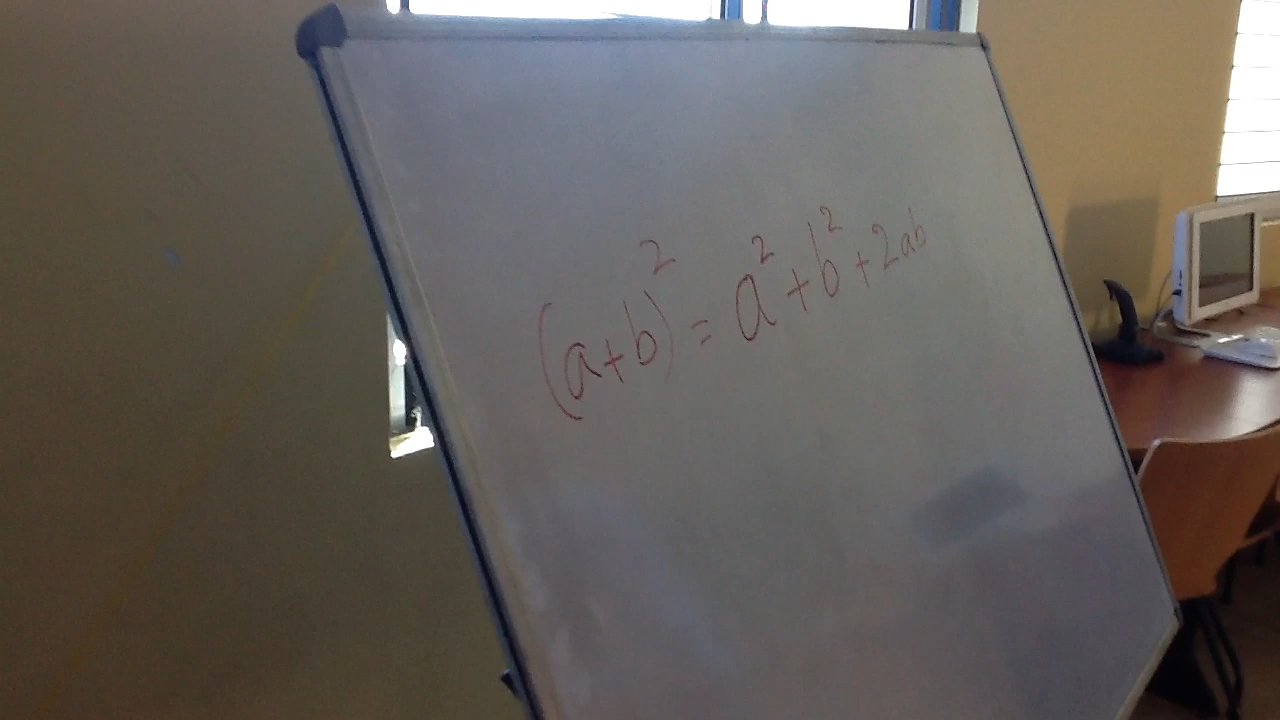 (a+b)² = a² + b² + 2ab